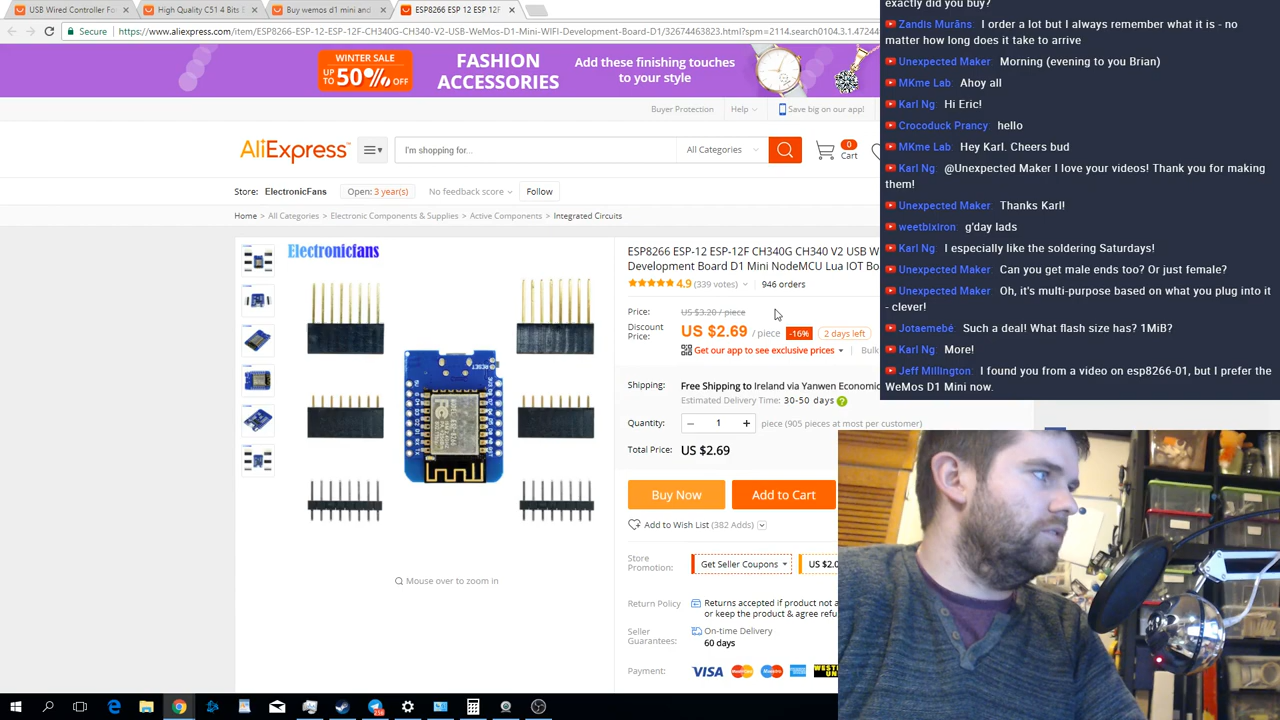 USB Wired Controller Fo
High Quality C51 4 Bits
Buy wemos d1 mini and
ESP8266 ESP 12 ESP 12F
Secure
https://www.aliexpress.com/item/ESP8266-ESP-12-ESP-12F-CH340G-CH340-V2-USB-WeMos-D1-Mini-WIFI-Development-Board-D1/32674463823.html?spm=2114.search0104.3.1.47244
WINTER SALE
UP TO 50% OFF
FASHION
ACCESSORIES
Add these finishing touches
to your style
Buyer Protection
Help
Save big on our app!
AliExpress
I'm shopping for...
All Categories
0
Cart
Store: ElectronicFans
Open: 3 year(s)
No feedback score
Follow
Home > All Categories > Electronic Components & Supplies > Active Components > Integrated Circuits
Electronicfans
RESET
Mouse over to zoom in
ESP8266 ESP-12 ESP-12F CH340G CH340 V2 USB W
Development Board D1 Mini NodeMCU Lua IOT Bo
4.9 (339 votes) 946 orders
Price: US $3.20 / piece
Discount
Price: US $2.69 / piece -16% 2 days left
Get our app to see exclusive prices
Bulk
Shipping: Free Shipping to Ireland via Yanwen Economic
Estimated Delivery Time: 30-50 days
Quantity: 1 piece (905 pieces at most per customer)
Total Price: US $2.69
Buy Now
Add to Cart
Add to Wish List (382 Adds)
Store
Promotion:
Get Seller Coupons
US $2.0
Return Policy
Returns accepted if product not a
or keep the product & agree refu
Seller
Guarantees:
On-time Delivery
60 days
Payment: VISA
exactly did you buy?
Zandis Murāns I order a lot but I always remember what it is - no
matter how long does it take to arrive
Unexpected Maker Morning (evening to you Brian)
MKme Lab Ahoy all
Karl Ng Hi Eric!
Crocoduck Prancy hello
MKme Lab Hey Karl. Cheers bud
Karl Ng @Unexpected Maker I love your videos! Thank you for making
them!
Unexpected Maker Thanks Karl!
weetbixiron g'day lads
Karl Ng I especially like the soldering Saturdays!
Unexpected Maker Can you get male ends too? Or just female?
Unexpected Maker Oh, it's multi-purpose based on what you plug into it
- clever!
Jotaemebé Such a deal! What flash size has? 1MiB?
Karl Ng More!
Jeff Millington I found you from a video on esp8266-01, but I prefer the
WeMos D1 Mini now.